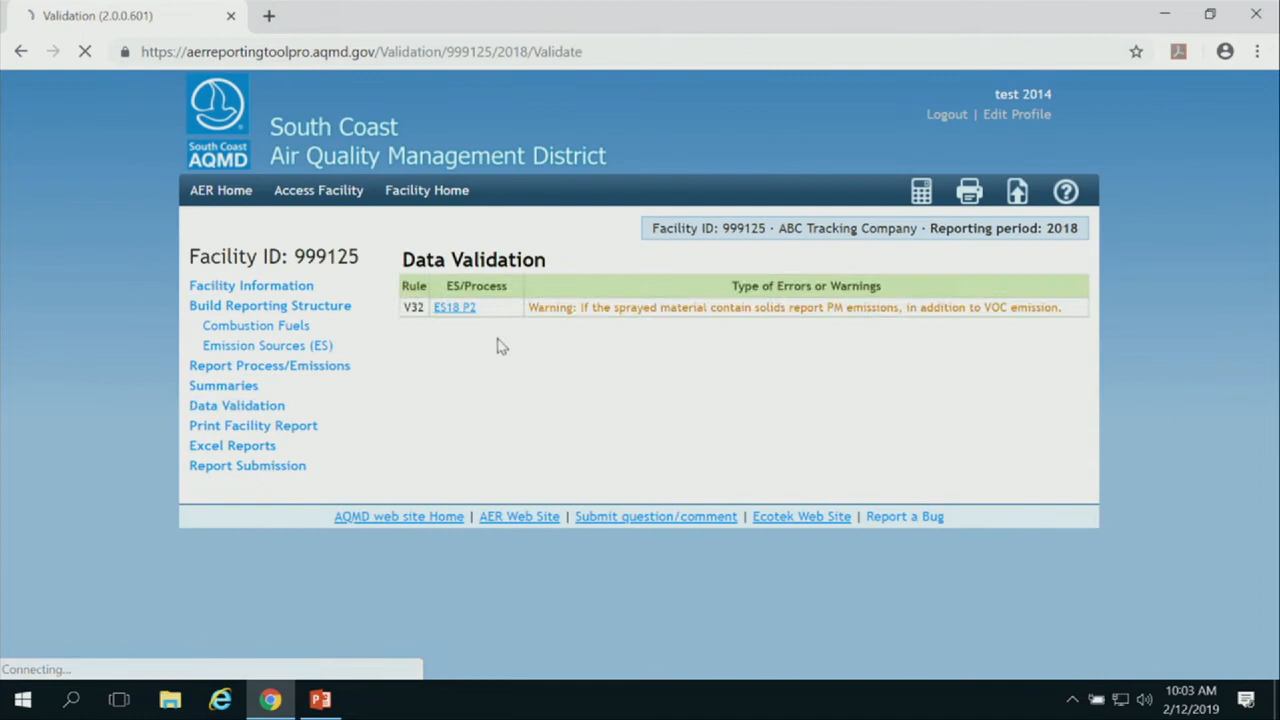 Validation (2.0.0.601)
https://aerreportingtoolpro.aqmd.gov/Validation/999125/2018/Validate
South Coast
AQMD
South Coast
Air Quality Management District
test 2014
Logout | Edit Profile
AER Home Access Facility Facility Home
Facility ID: 999125 · ABC Tracking Company · Reporting period: 2018
Facility ID: 999125
Facility Information
Build Reporting Structure
Combustion Fuels
Emission Sources (ES)
Report Process/Emissions
Summaries
Data Validation
Print Facility Report
Excel Reports
Report Submission
Data Validation
Rule ES/Process Type of Errors or Warnings
V32 ES18 P2 Warning: If the sprayed material contain solids report PM emissions, in addition to VOC emission.
AQMD web site Home | AER Web Site | Submit question/comment | Ecotek Web Site | Report a Bug
Connecting...
10:03 AM
2/12/2019